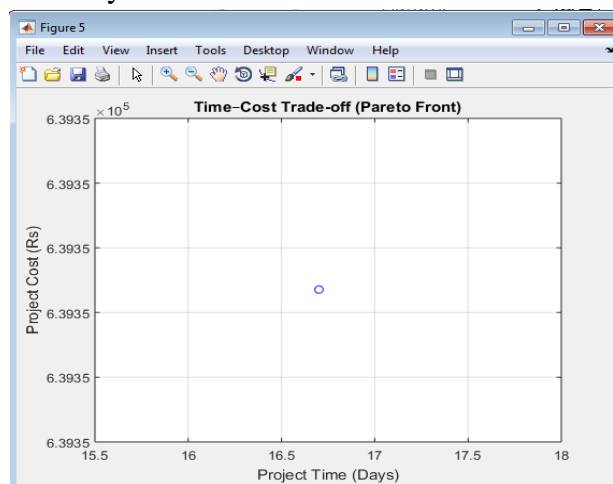 Figure 5
File Edit View Insert Tools Desktop Window Help
Time-Cost Trade-off (Pareto Front)
× 10^5
6.3935
6.3935
6.3935
6.3935
6.3935
6.3935
Project Cost (Rs)
15.5 16 16.5 17 17.5 18
Project Time (Days)